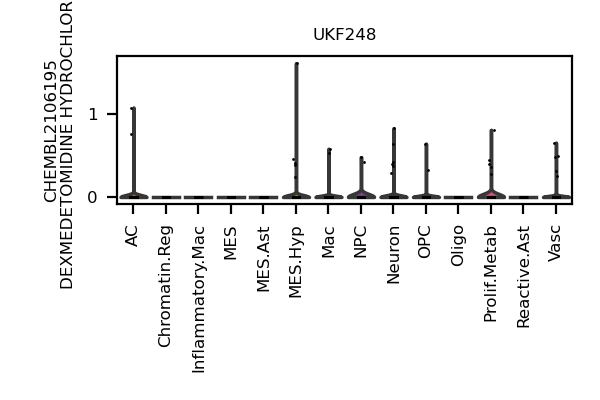 UKF248
CHEMBL2106195
DEXMEDETOMIDINE HYDROCHLOR
1
0
AC
Chromatin.Reg
Inflammatory.Mac
MES
MES.Ast
MES.Hyp
Mac
NPC
Neuron
OPC
Oligo
Prolif.Metab
Reactive.Ast
Vasc